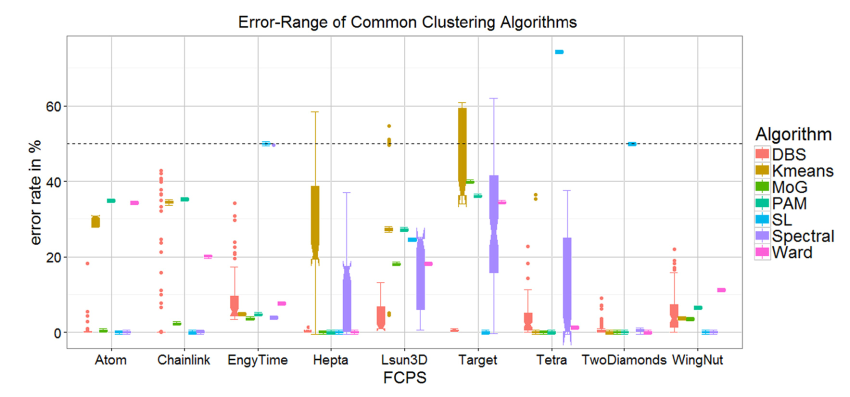 Error-Range of Common Clustering Algorithms
error rate in %
60
40
20
0
Atom Chainlink EngyTime Hepta Lsun3D Target Tetra TwoDiamonds WingNut
FCPS
Algorithm
DBS
Kmeans
MoG
PAM
SL
Spectral
Ward